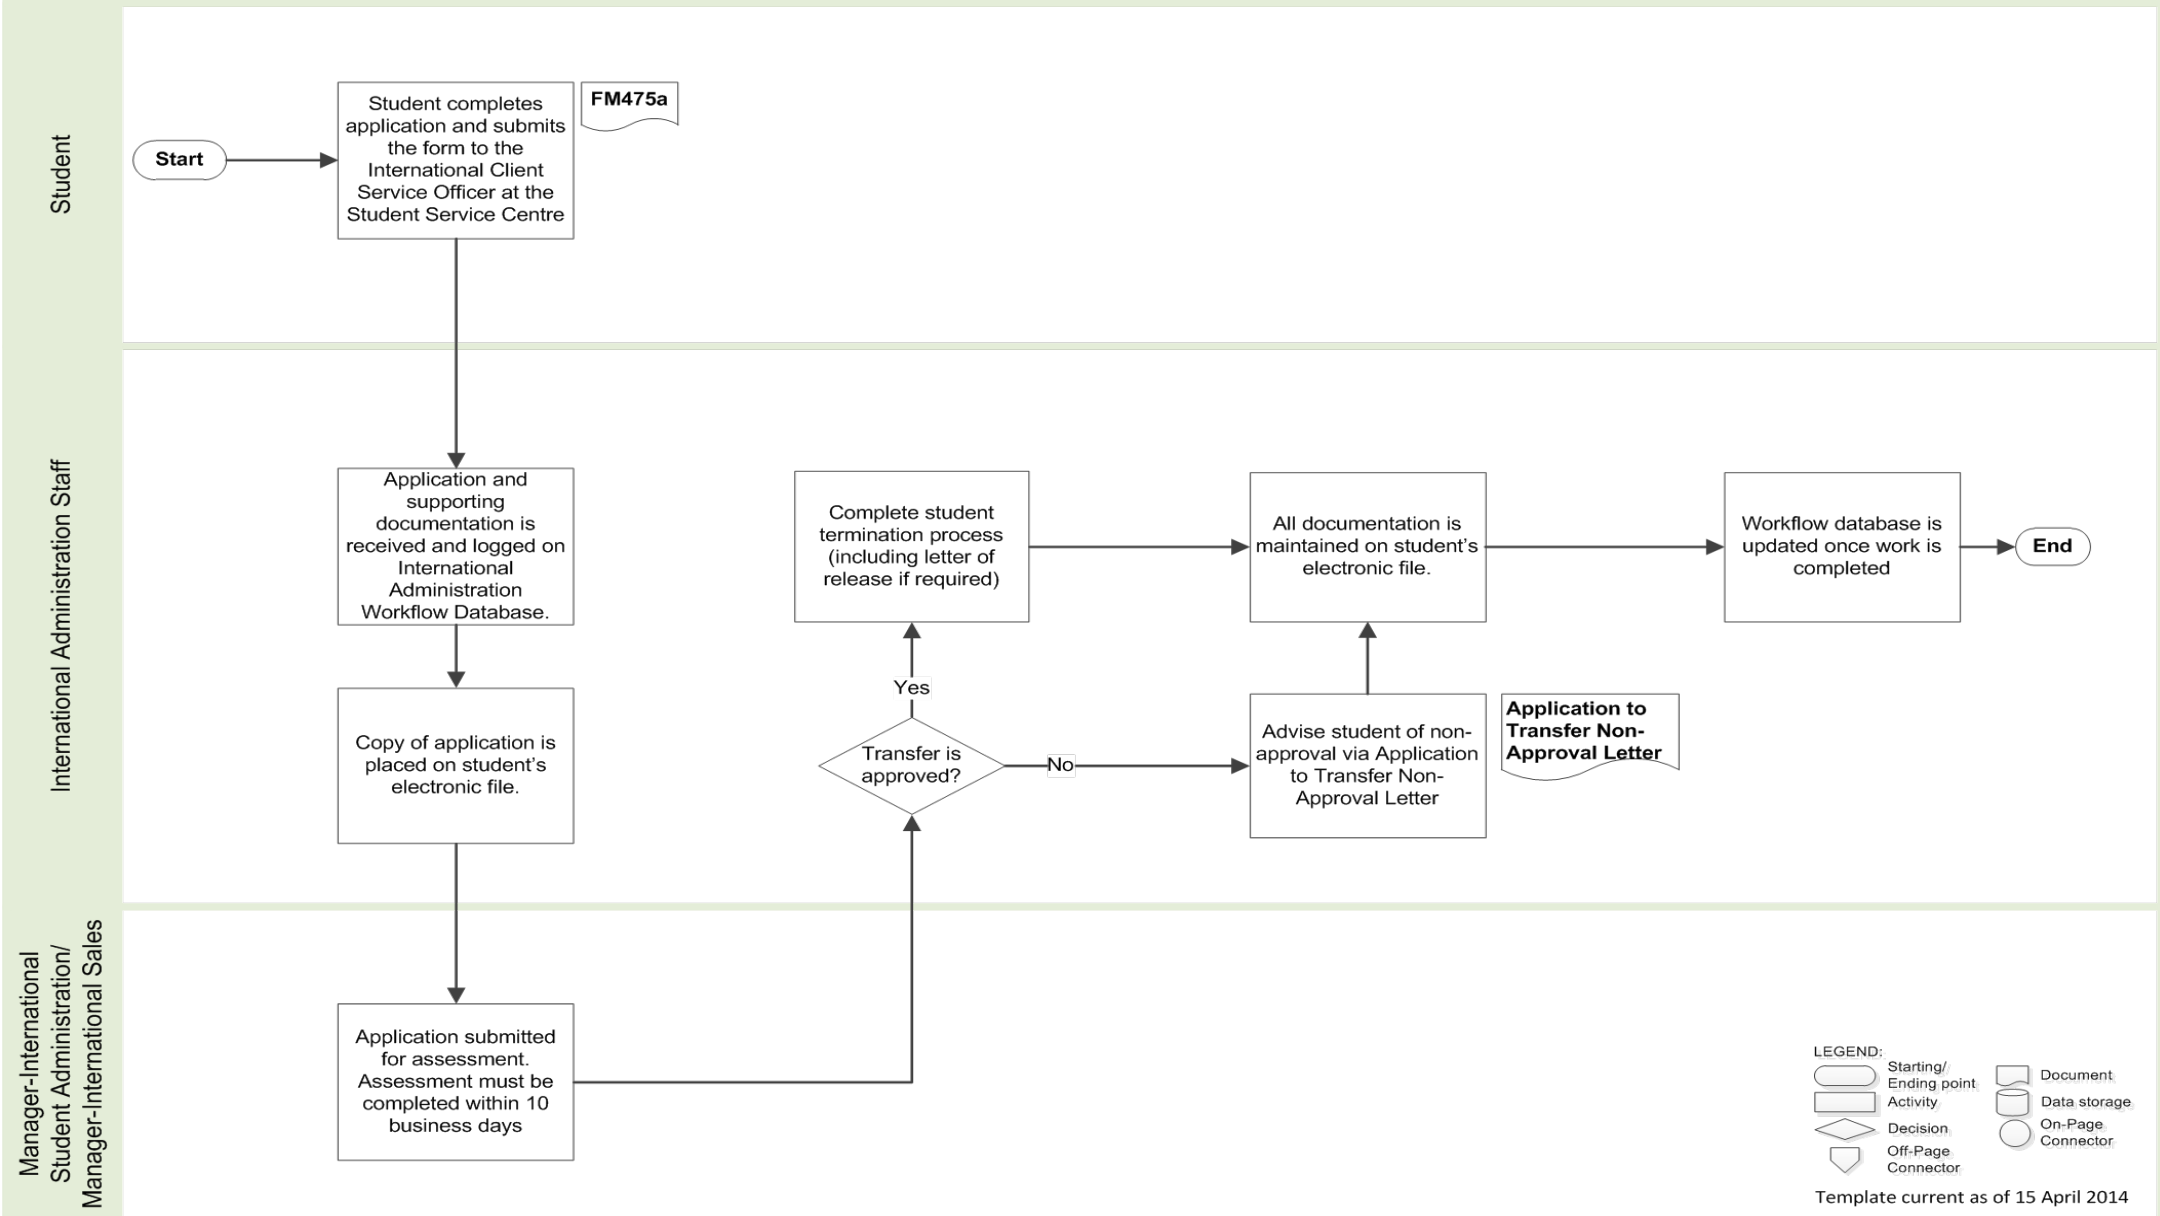 Student
Start
Student completes
application and submits
the form to the
International Client
Service Officer at the
Student Service Centre
FM475a
International Administration Staff
Application and
supporting
documentation is
received and logged on
International
Administration
Workflow Database.
Copy of application is
placed on student’s
electronic file.
Complete student
termination process
(including letter of
release if required)
Yes
Transfer is
approved?
No
All documentation is
maintained on student’s
electronic file.
Advise student of non-
approval via Application
to Transfer Non-
Approval Letter
Application to
Transfer Non-
Approval Letter
Workflow database is
updated once work is
completed
End
Manager-International
Student Administration/
Manager-International Sales
Application submitted
for assessment.
Assessment must be
completed within 10
business days
LEGEND:
Starting/
Ending point
Activity
Decision
Off-Page
Connector
Document
Data storage
On-Page
Connector
Template current as of 15 April 2014